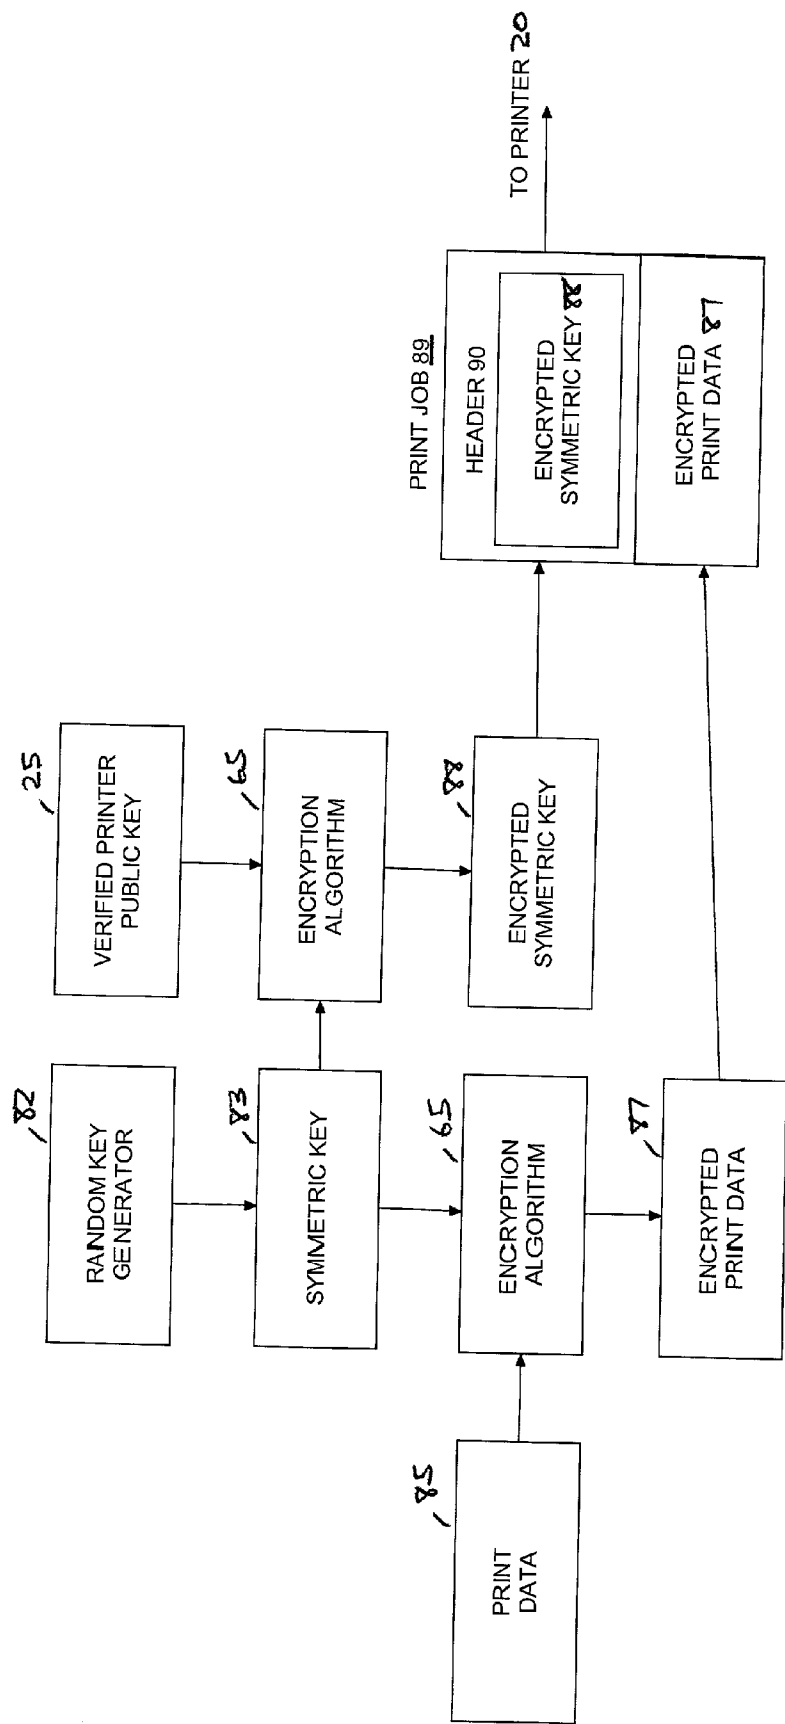 82
RANDOM KEY
GENERATOR
25
VERIFIED PRINTER
PUBLIC KEY
83
SYMMETRIC KEY
65
ENCRYPTION
ALGORITHM
PRINT JOB 89
HEADER 90
ENCRYPTED
SYMMETRIC KEY 88
ENCRYPTED
PRINT DATA 87
TO PRINTER 20
85
PRINT
DATA
65
ENCRYPTION
ALGORITHM
88
ENCRYPTED
SYMMETRIC KEY
87
ENCRYPTED
PRINT DATA